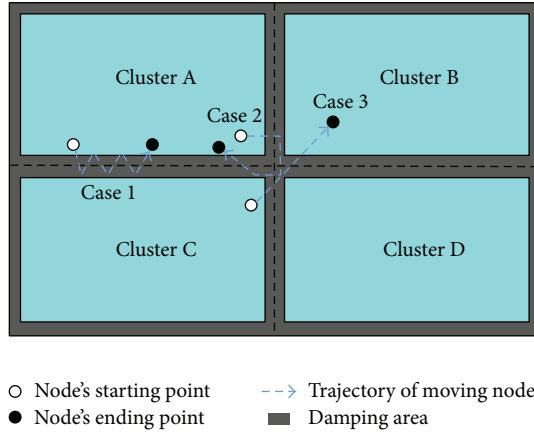 Cluster A
Cluster B
Case 2
Case 3
Case 1
Cluster C
Cluster D
Node's starting point
Trajectory of moving node
Node's ending point
Damping area